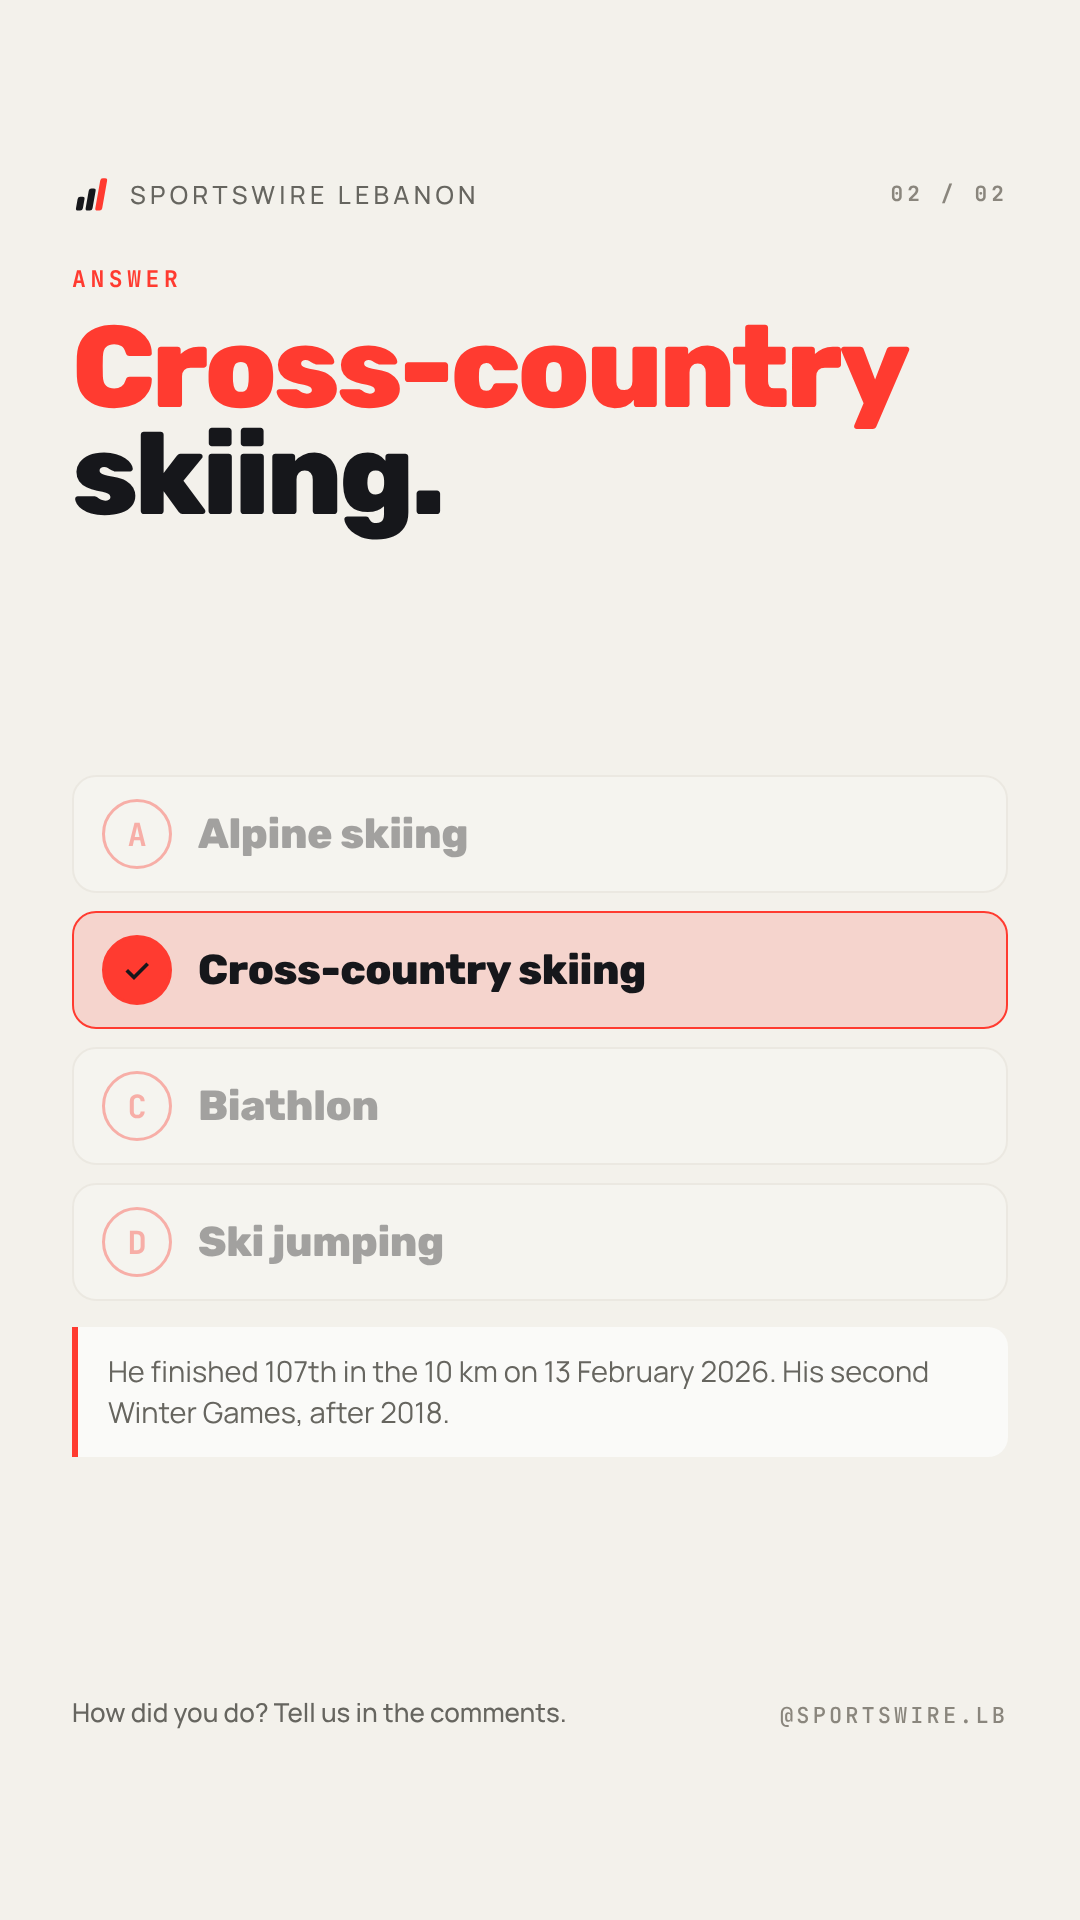 SPORTSWIRE LEBANON
02 / 02
ANSWER
Cross-country
skiing.
A Alpine skiing
Cross-country skiing
C Biathlon
D Ski jumping
He finished 107th in the 10 km on 13 February 2026. His second
Winter Games, after 2018.
How did you do? Tell us in the comments.
@SPORTSWIRE.LB